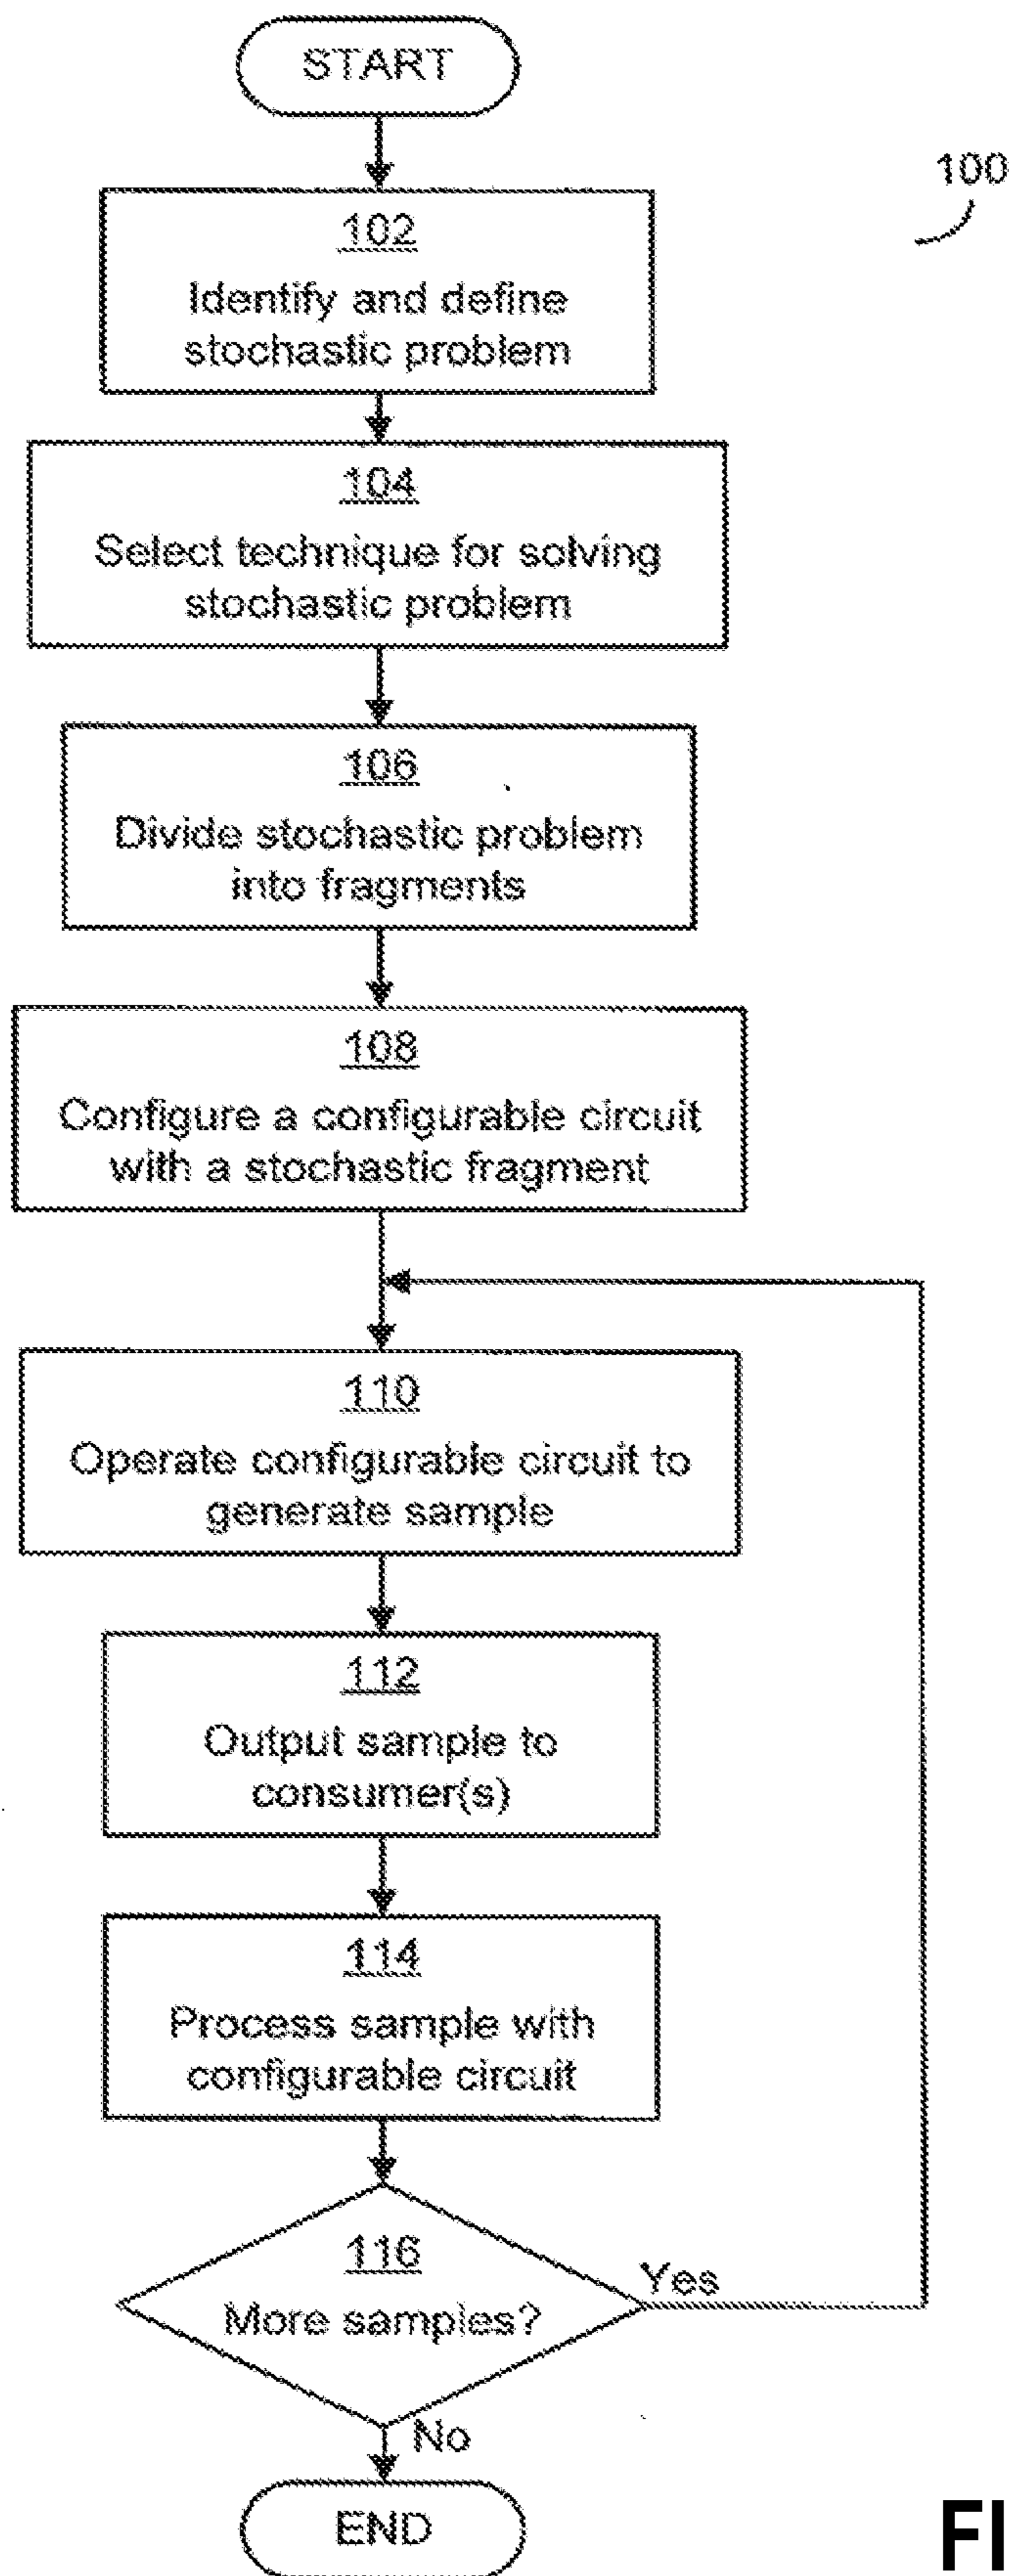 START
100
102
Identify and define
stochastic problem
104
Select technique for solving
stochastic problem
106
Divide stochastic problem
into fragments
108
Configure a configurable circuit
with a stochastic fragment
110
Operate configurable circuit to
generate sample
112
Output sample to
consumer(s)
114
Process sample with
configurable circuit
116
More samples?
Yes
No
END
FI